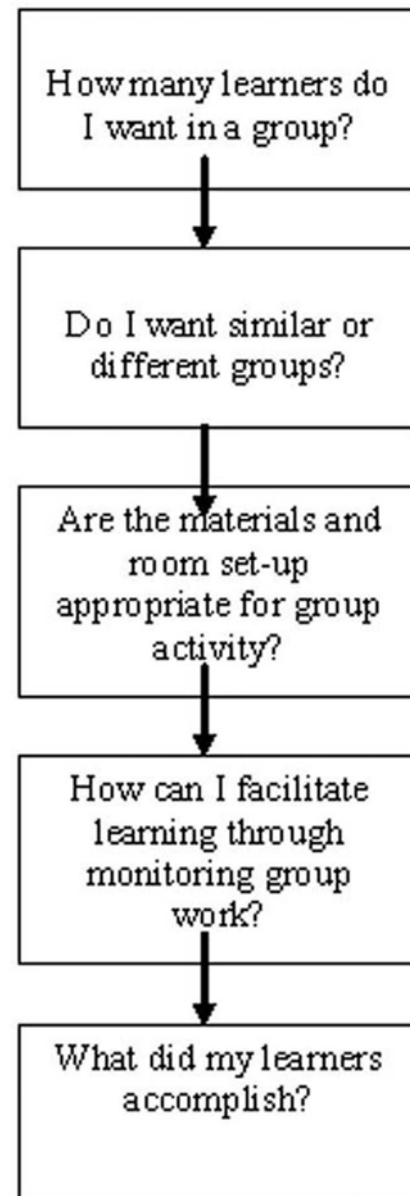 How many learners do
I want in a group?
Do I want similar or
different groups?
Are the materials and
room set-up
appropriate for group
activity?
How can I facilitate
learning through
monitoring group
work?
What did my learners
accomplish?